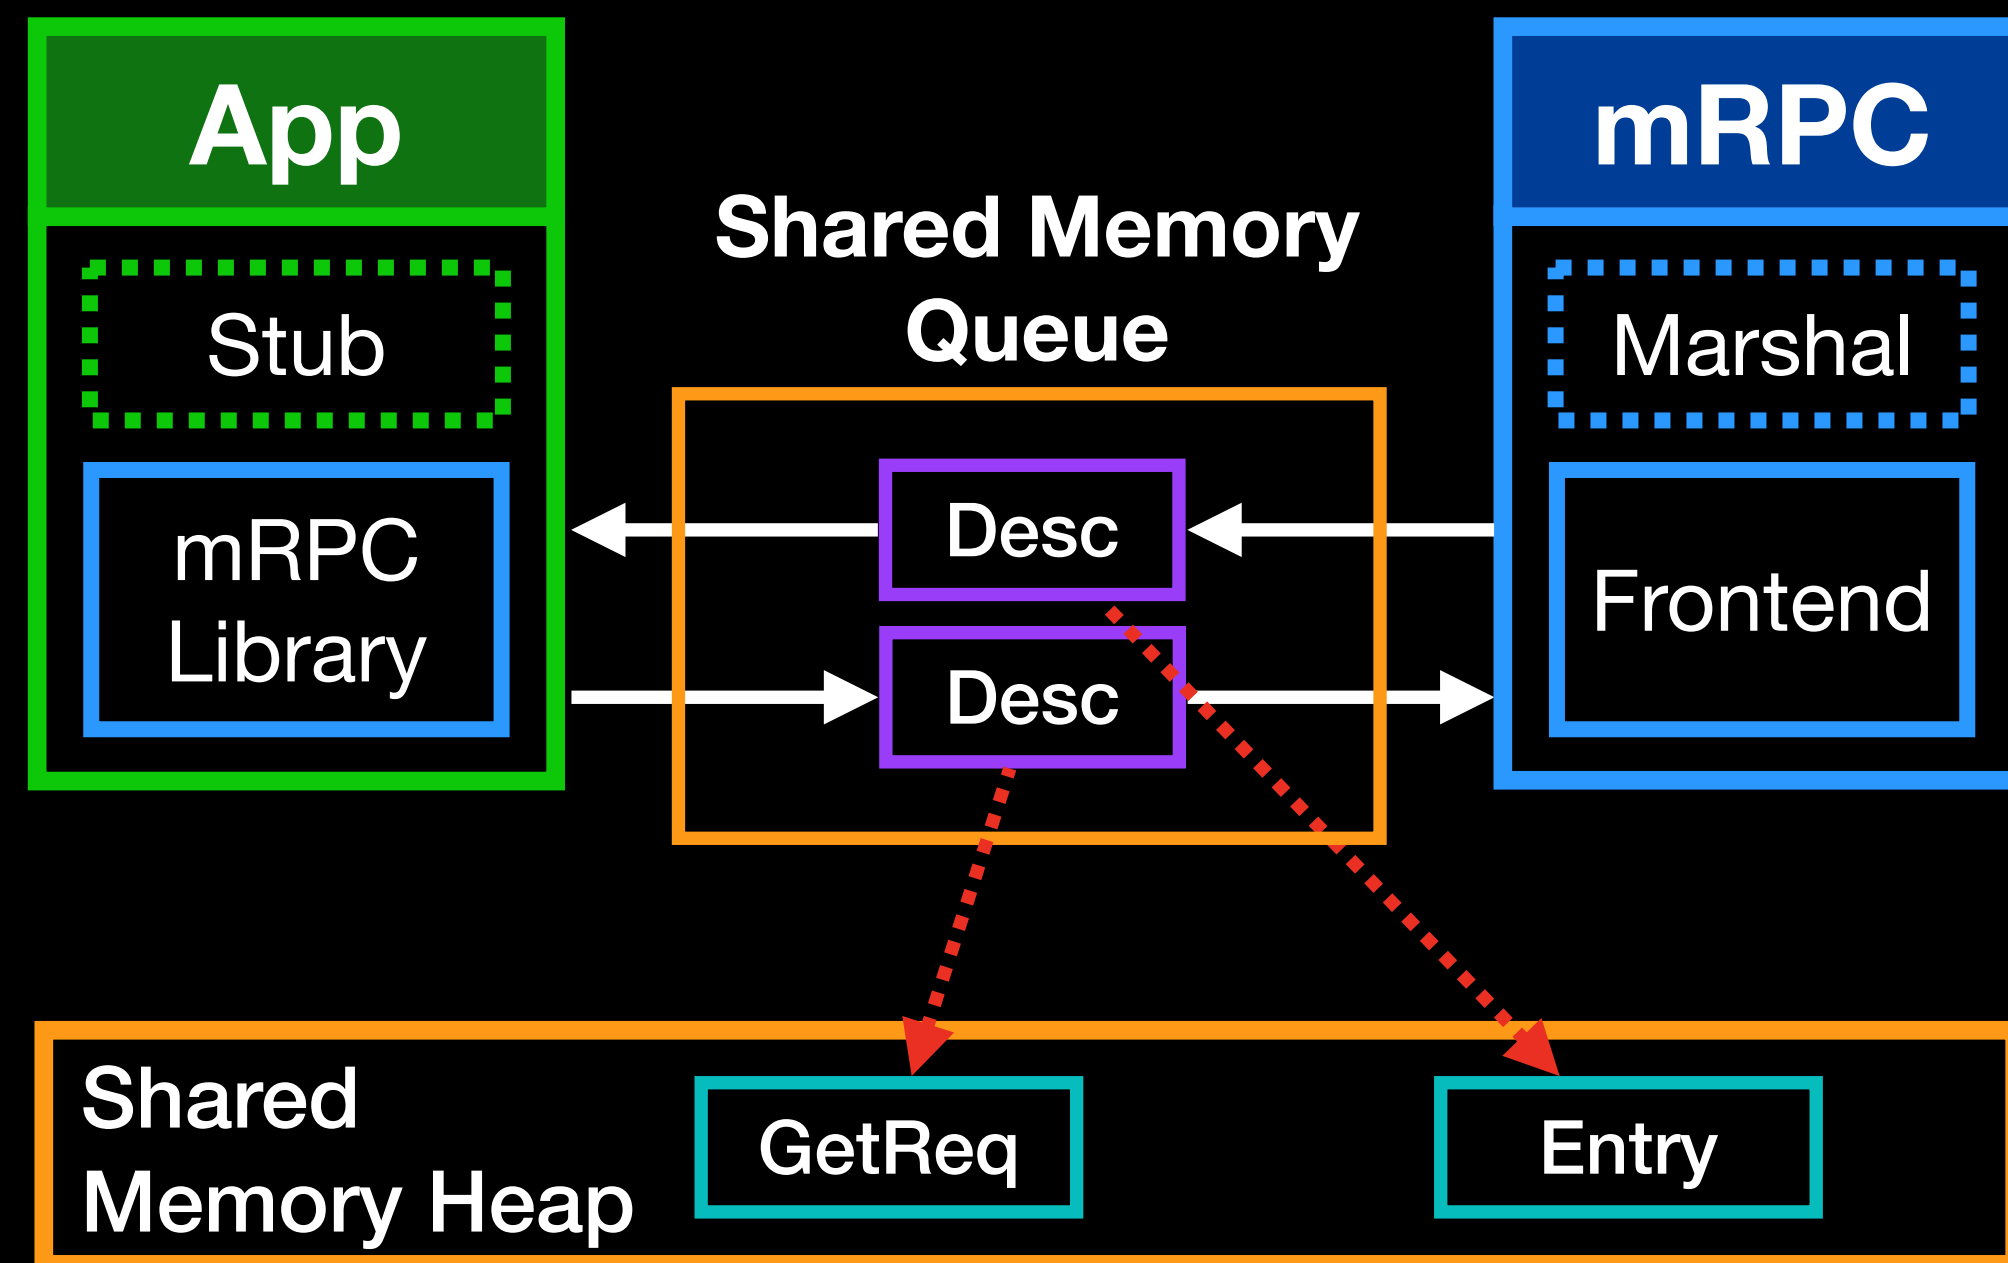 App
Stub
mRPC
Library
Shared Memory
Queue
Desc
Desc
mRPC
Marshal
Frontend
Shared
Memory Heap
GetReq
Entry